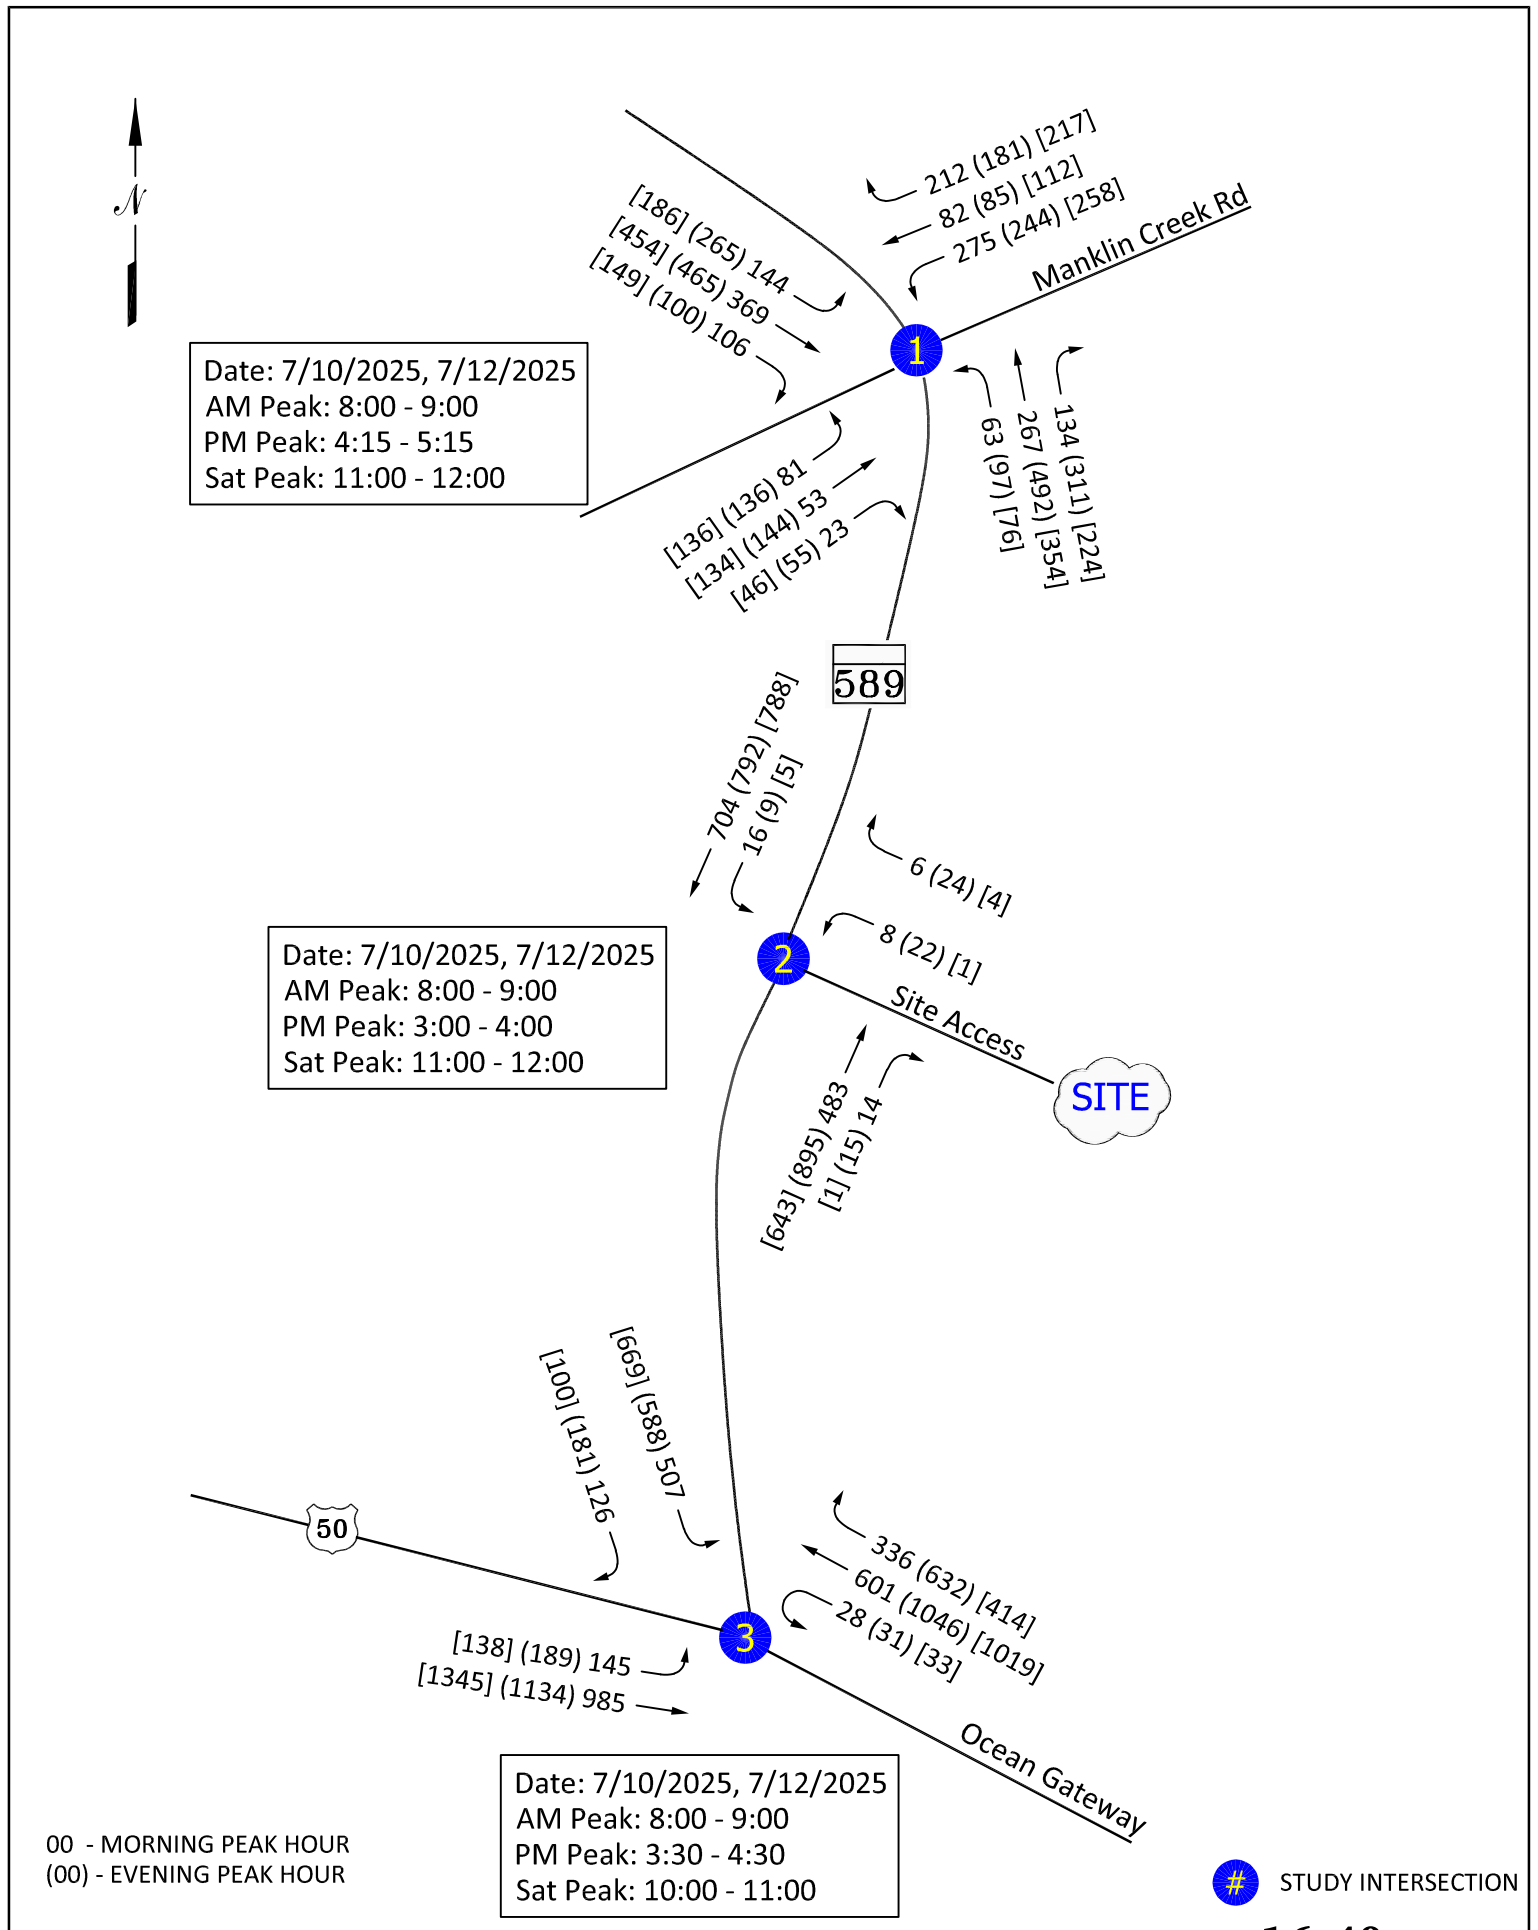 N
212 (181) [217]
82 (85) [112]
275 (244) [258]
Manklin Creek Rd
[186] (265) 144
[454] (465) 369
[149] (100) 106
1
Date: 7/10/2025, 7/12/2025
AM Peak: 8:00 - 9:00
PM Peak: 4:15 - 5:15
Sat Peak: 11:00 - 12:00
63 (97) [76]
267 (492) [354]
134 (311) [224]
[136] (136) 81
[134] (144) 53
[46] (55) 23
589
704 (792) [788]
16 (9) [5]
6 (24) [4]
8 (22) [1]
2
Site Access
SITE
Date: 7/10/2025, 7/12/2025
AM Peak: 8:00 - 9:00
PM Peak: 3:00 - 4:00
Sat Peak: 11:00 - 12:00
[643] (895) 483
[1] (15) 14
[100] (181) 126
[669] (588) 507
50
336 (632) [414]
601 (1046) [1019]
28 (31) [33]
3
[138] (189) 145
[1345] (1134) 985
Ocean Gateway
Date: 7/10/2025, 7/12/2025
AM Peak: 8:00 - 9:00
PM Peak: 3:30 - 4:30
Sat Peak: 10:00 - 11:00
00 - MORNING PEAK HOUR
(00) - EVENING PEAK HOUR
# STUDY INTERSECTION